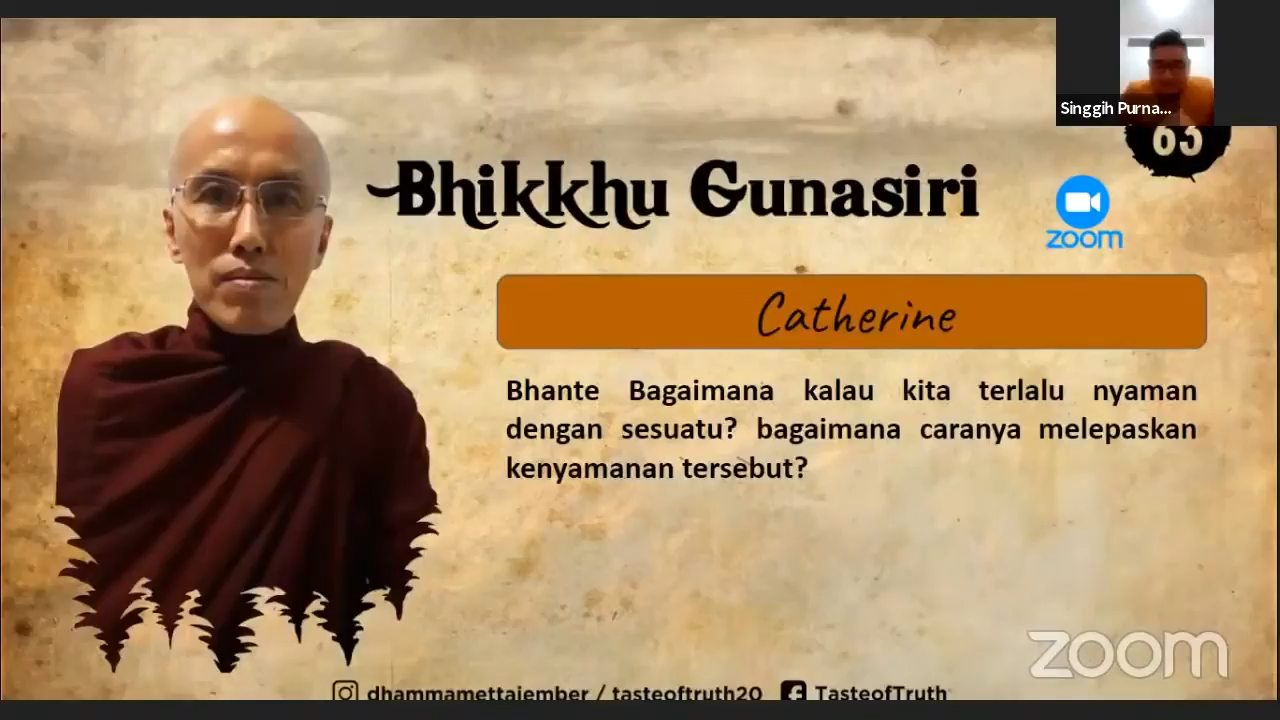 Singgih Purna...
63
Bhikkhu Gunasiri
zoom
Catherine
Bhante Bagaimana kalau kita terlalu nyaman
dengan sesuatu? bagaimana caranya melepaskan
kenyamanan tersebut?
zoom
dhammamettajember / tasteoftruth20 TasteofTruth